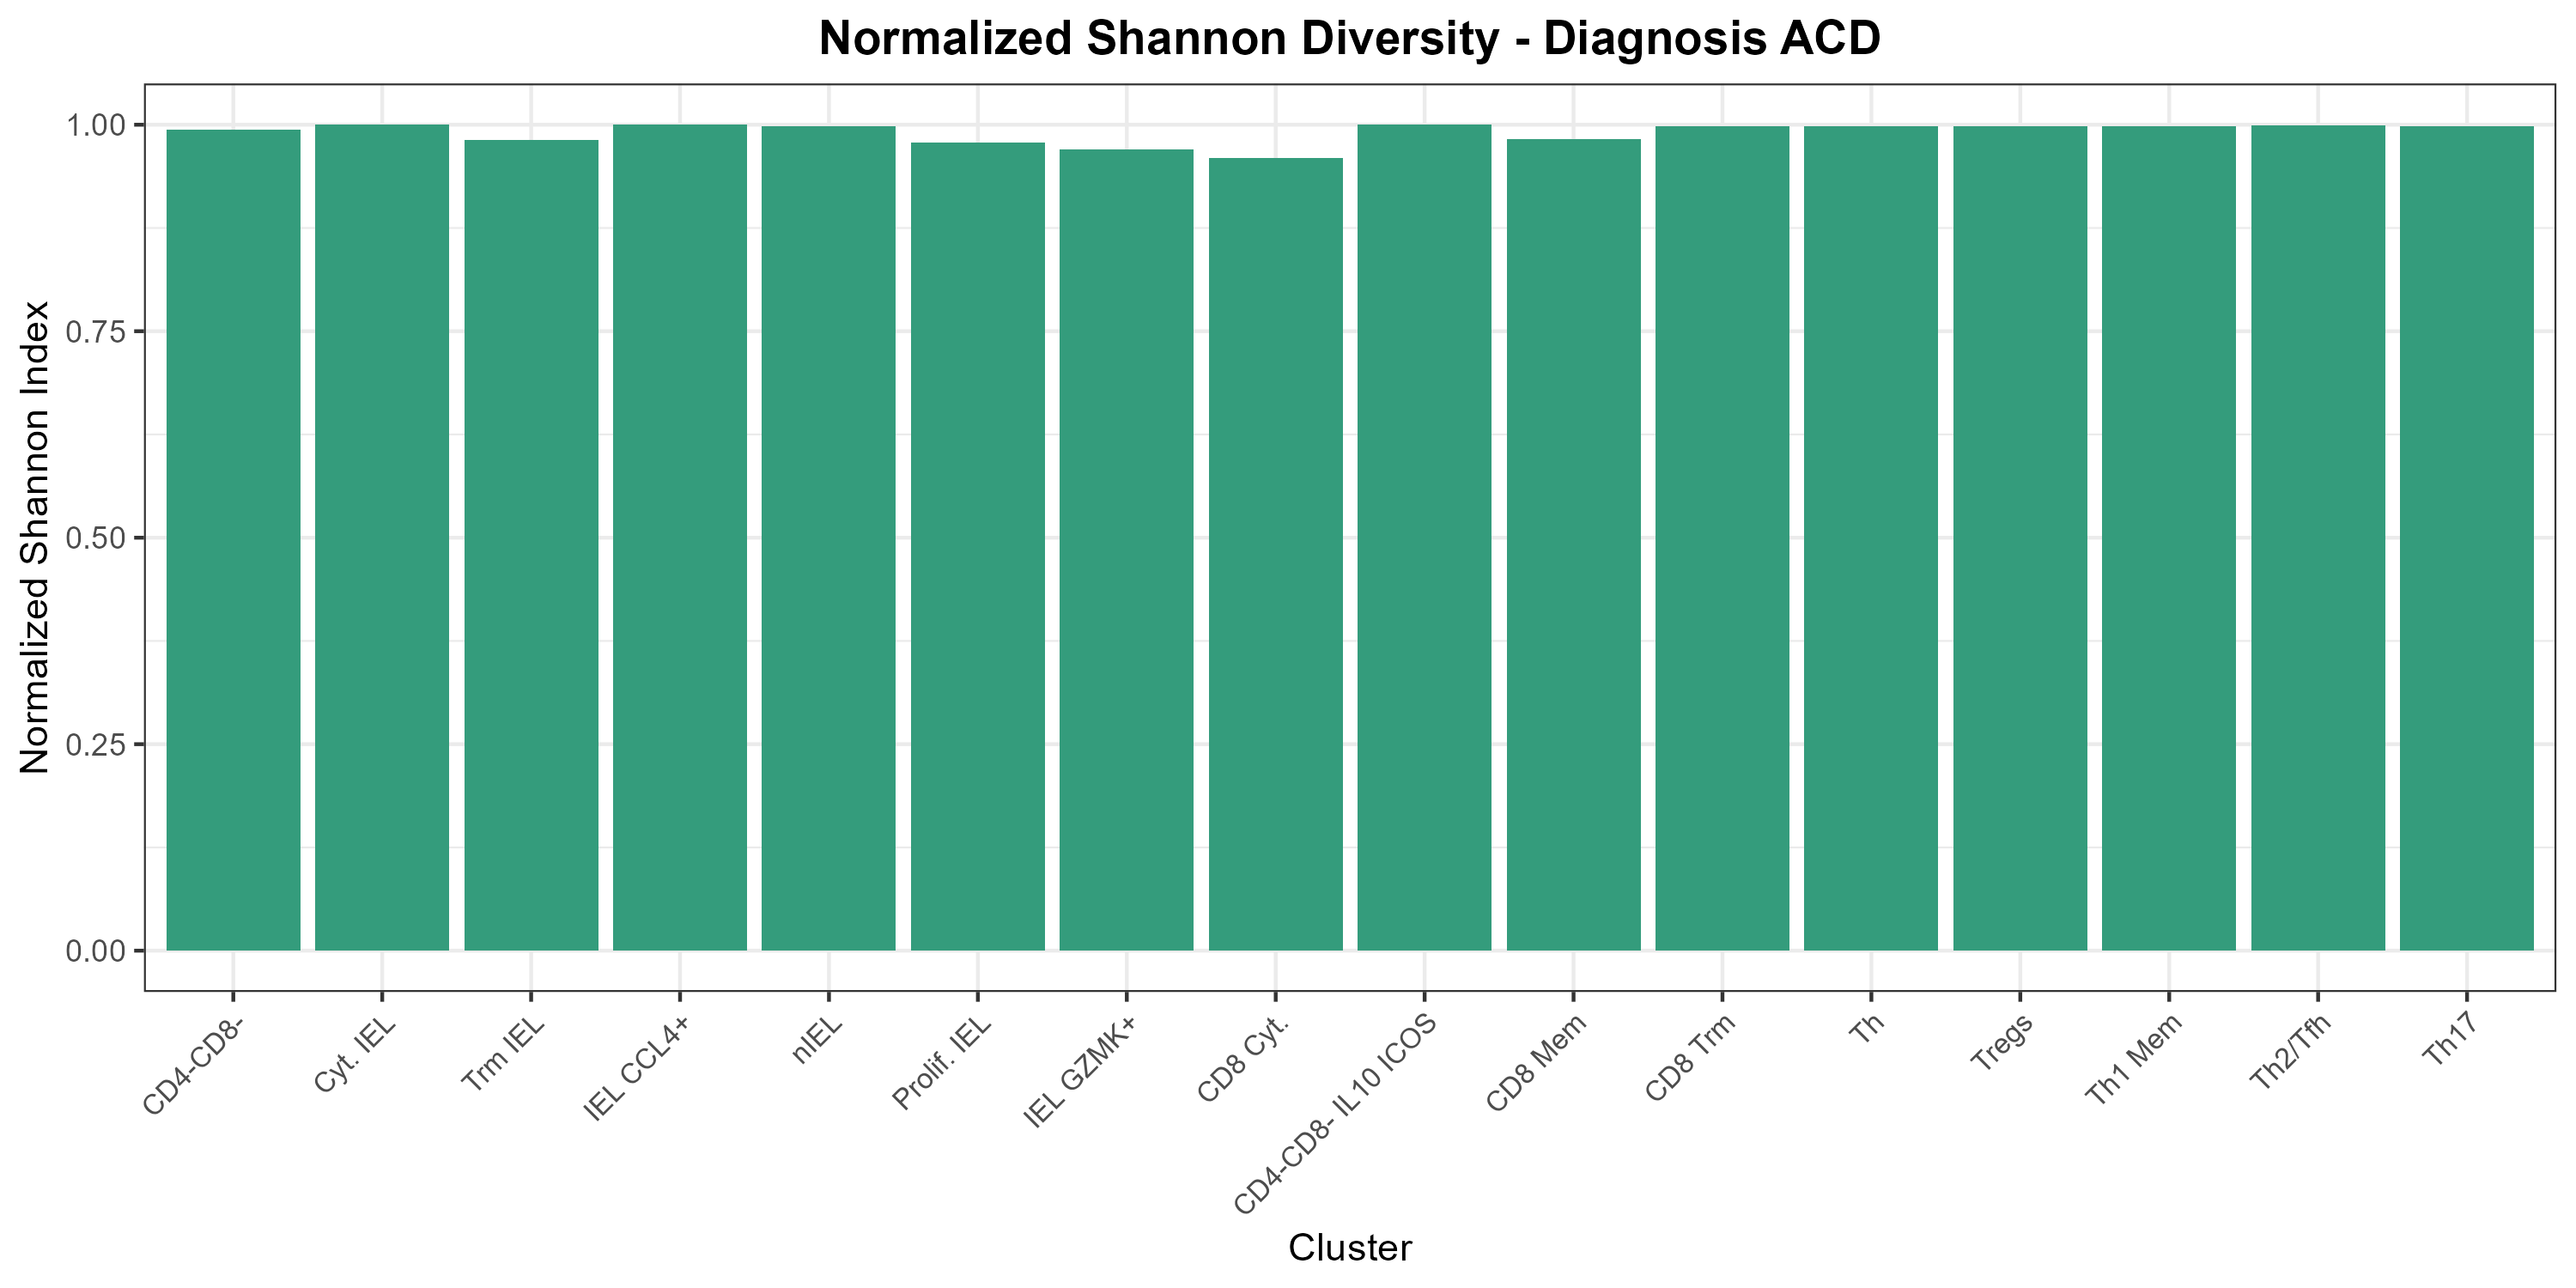 Normalized Shannon Diversity - Diagnosis ACD
Normalized Shannon Index
1.00
0.75
0.50
0.25
0.00
CD4-CD8-
Cyt. IEL
Trm IEL
IEL CCL4+
nIEL
Prolif. IEL
IEL GZMK+
CD8 Cyt.
CD4-CD8- IL10 ICOS
CD8 Mem
CD8 Trm
Th
Tregs
Th1 Mem
Th2/Tfh
Th17
Cluster